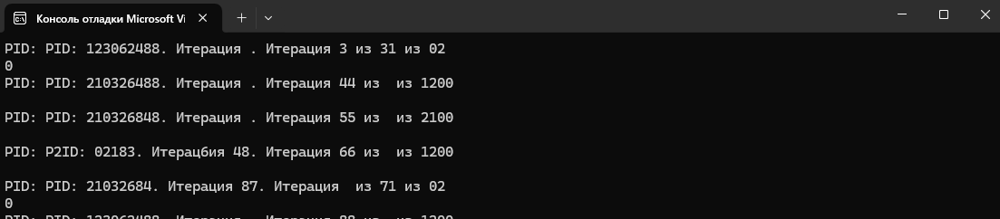 Консоль отладки Microsoft Vi
PID: PID: 123062488. Итерация . Итерация 3 из 31 из 02
0
PID: PID: 210326488. Итерация . Итерация 44 из  из 1200
PID: PID: 210326848. Итерация . Итерация 55 из  из 2100
PID: P2ID: 02183. Итерацбия 48. Итерация 66 из  из 1200
PID: PID: 21032684. Итерация 87. Итерация  из 71 из 02
0
PID: PID: 123062488. Итерация . Итерация 88 из  из 1200